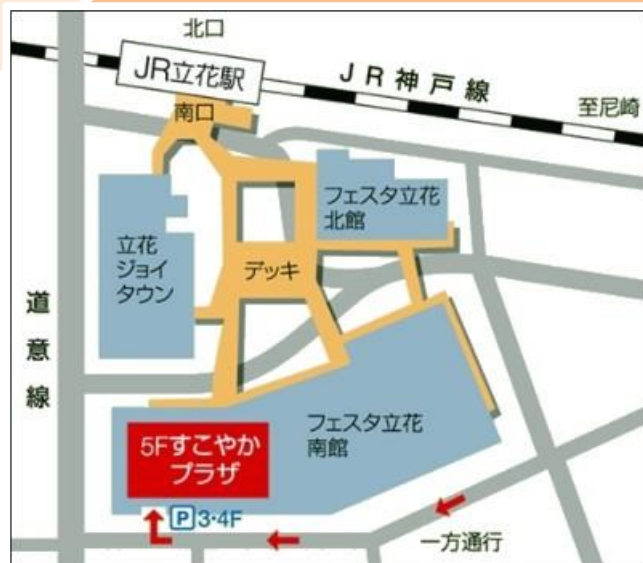 北口
JR立花駅
JR神戸線
至尼崎
南口
フェスタ立花
北館
立花
ジョイ
タウン
デッキ
道意線
フェスタ立花
南館
5Fすこやか
プラザ
P3・4F
一方通行